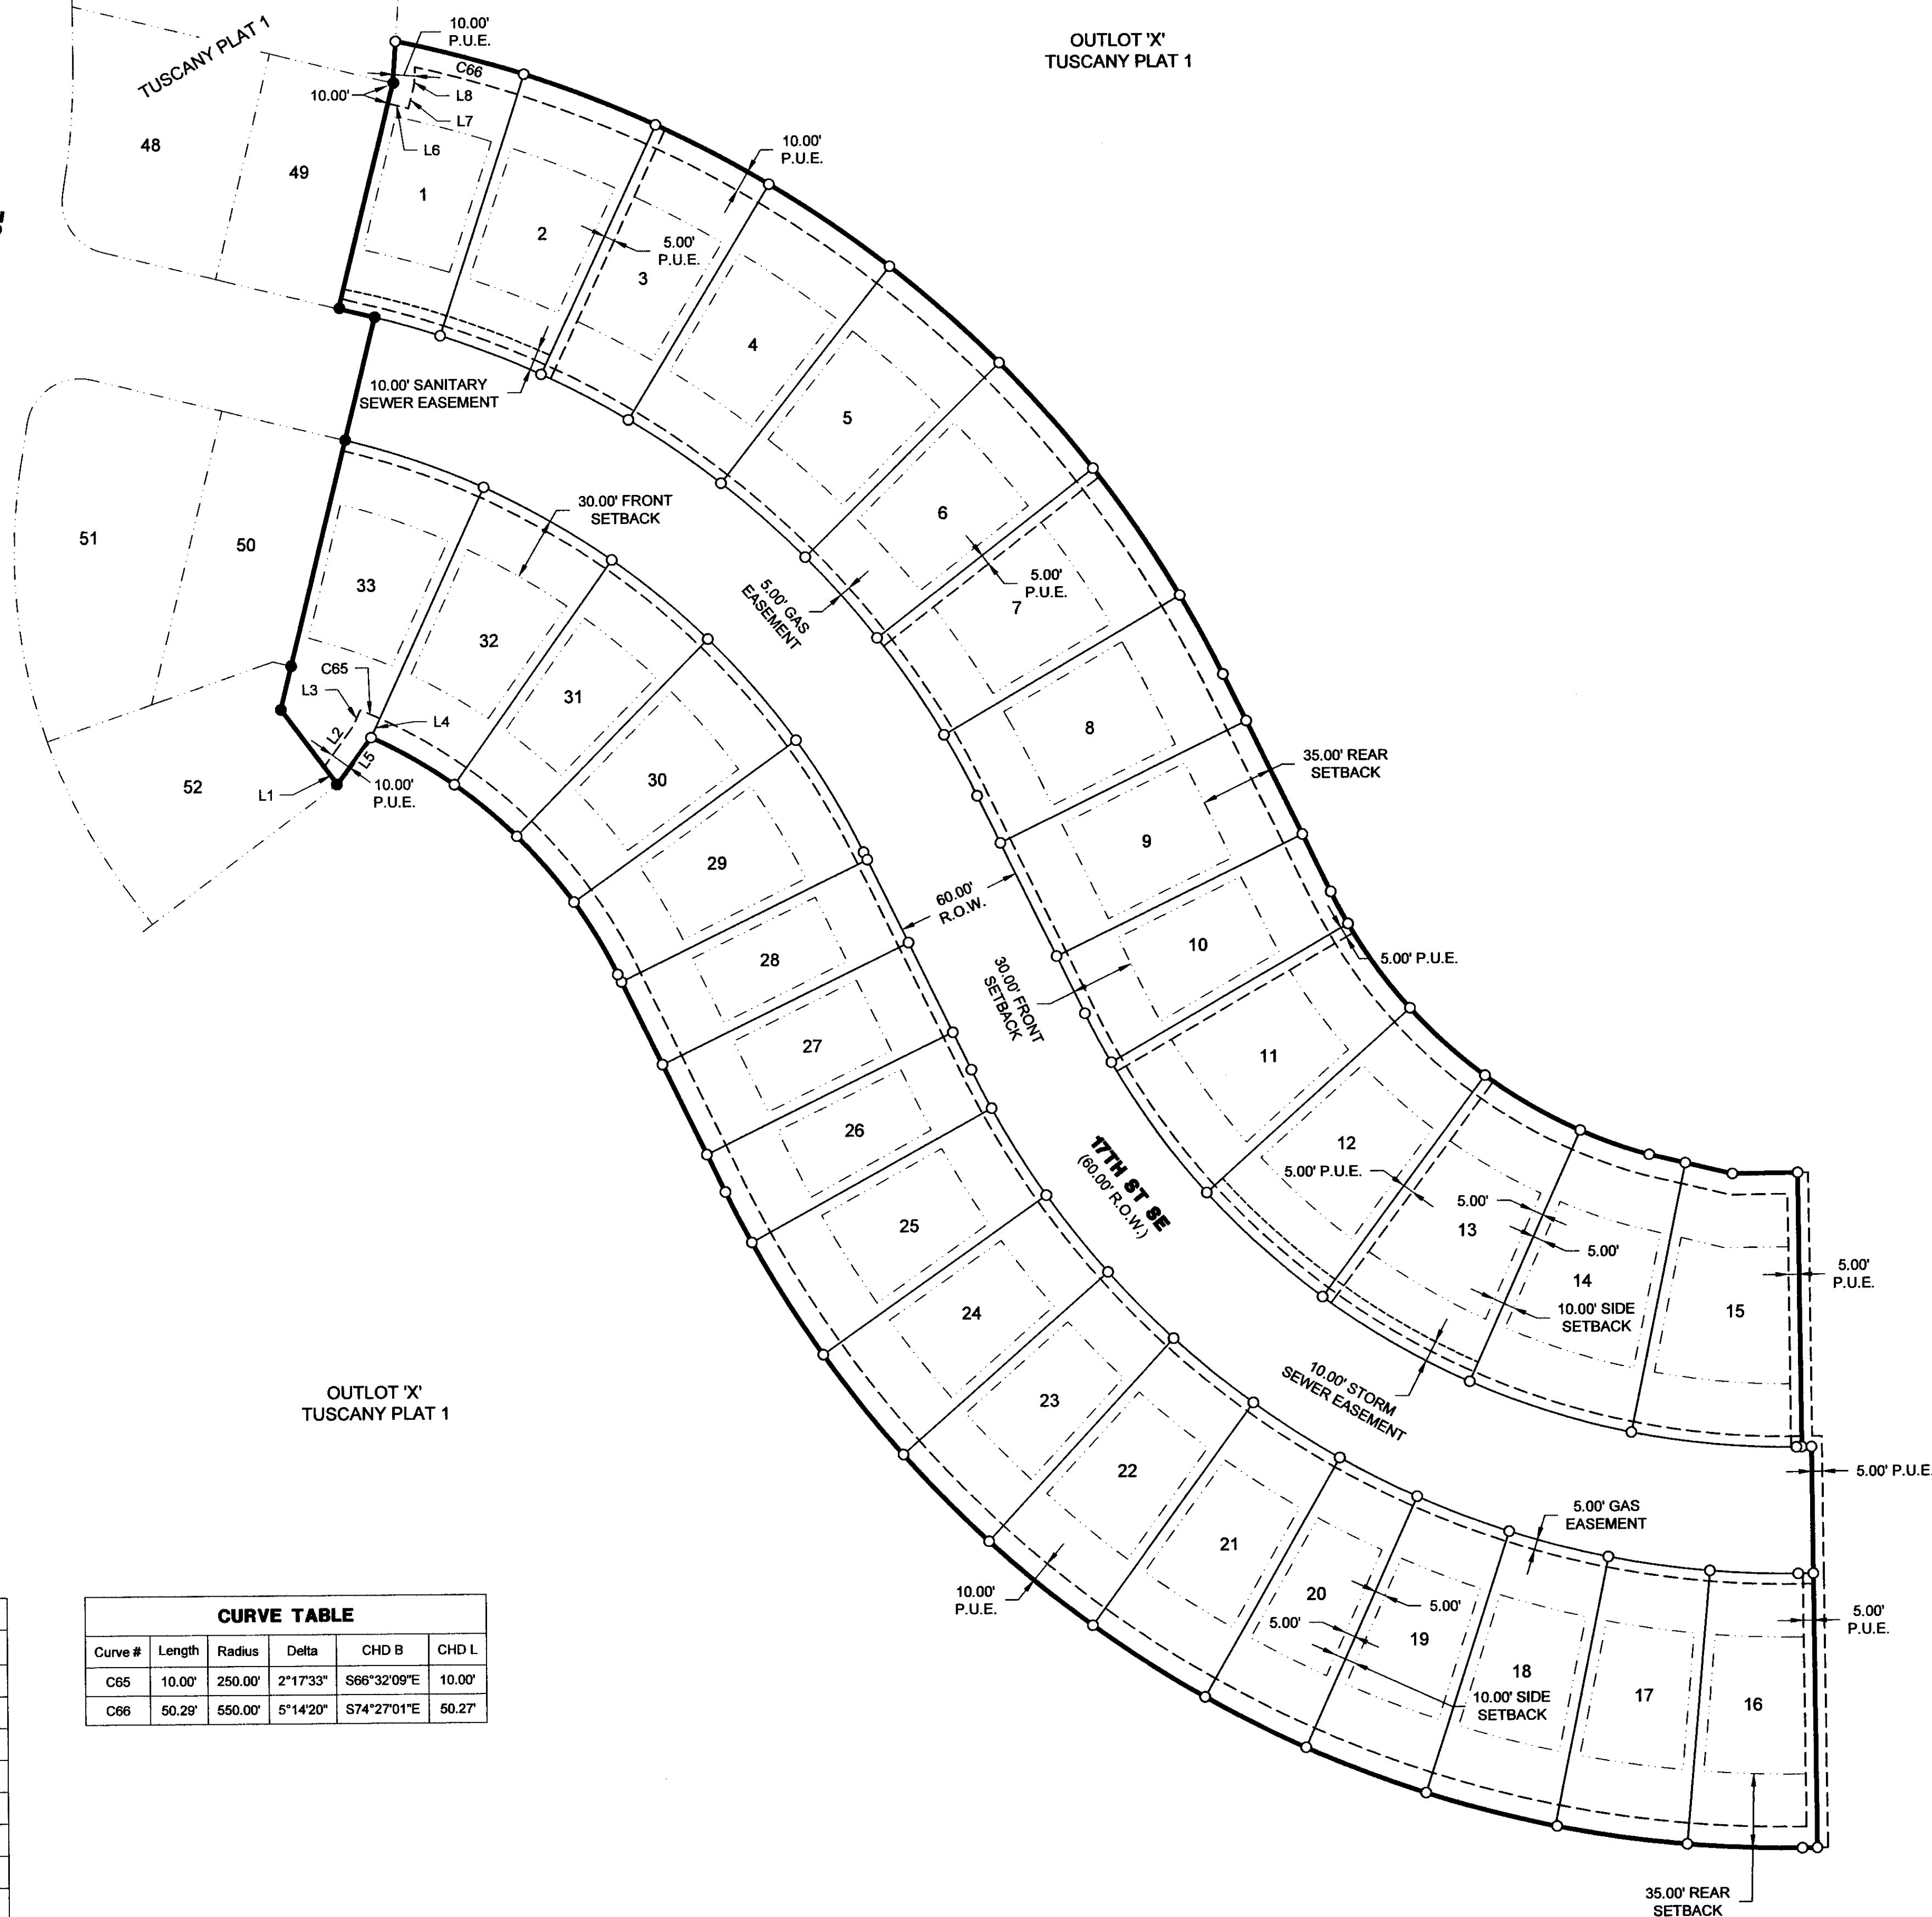 TUSCANY PLAT 1
10.00'
P.U.E.
OUTLOT 'X'
TUSCANY PLAT 1
C66
10.00'
L8
L7
L6
48
49
1
10.00'
P.U.E.
2
5.00'
P.U.E.
3
4
10.00' SANITARY
SEWER EASEMENT
5
6
30.00' FRONT
SETBACK
51
50
33
5.00' GAS
EASEMENT
5.00'
P.U.E.
7
32
C65
L3
L4
L2
L5
31
8
35.00' REAR
SETBACK
52
L1
10.00'
P.U.E.
30
9
29
60.00'
R.O.W.
10
28
5.00' P.U.E.
30.00' FRONT
SETBACK
27
11
26
12
17TH ST SE
(60.00' R.O.W.)
5.00' P.U.E.
5.00'
13
25
5.00'
14
5.00'
P.U.E.
10.00' SIDE
SETBACK
15
24
OUTLOT 'X'
TUSCANY PLAT 1
10.00' STORM
SEWER EASEMENT
23
22
5.00' P.U.E.
5.00' GAS
EASEMENT
21
10.00'
P.U.E.
20
5.00'
5.00'
19
5.00'
P.U.E.
18
10.00' SIDE
SETBACK
17
16
35.00' REAR
SETBACK
CURVE TABLE
Curve # Length Radius Delta CHD B CHD L
C65 10.00' 250.00' 2°17'33" S66°32'09"E 10.00'
C66 50.29' 550.00' 5°14'20" S74°27'01"E 50.27'